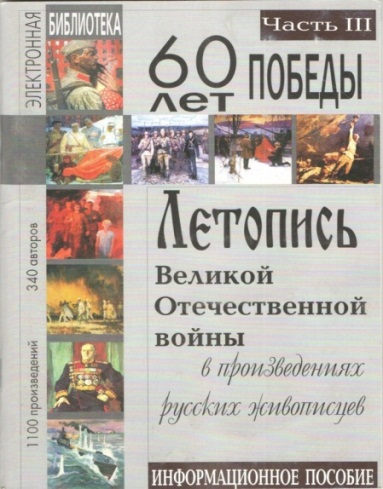 Часть III
ЭЛЕКТРОННАЯ
БИБЛИОТЕКА
60
лет
ПОБЕДЫ
Летопись
Великой
Отечественной
войны
в произведениях
русских живописцев
340 авторов
1100 произведений
ИНФОРМАЦИОННОЕ ПОСОБИЕ